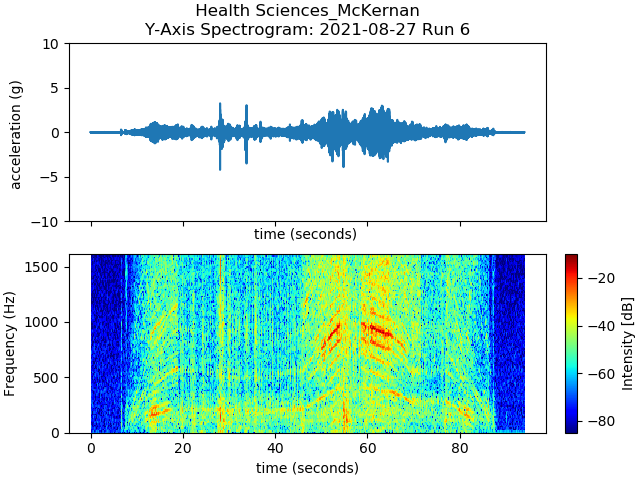 Health Sciences_McKernan
Y-Axis Spectrogram: 2021-08-27 Run 6
10
5
0
−5
−10
acceleration (g)
time (seconds)
1500
1000
500
0
Frequency (Hz)
0 20 40 60 80
time (seconds)
−20
−40
−60
−80
Intensity [dB]